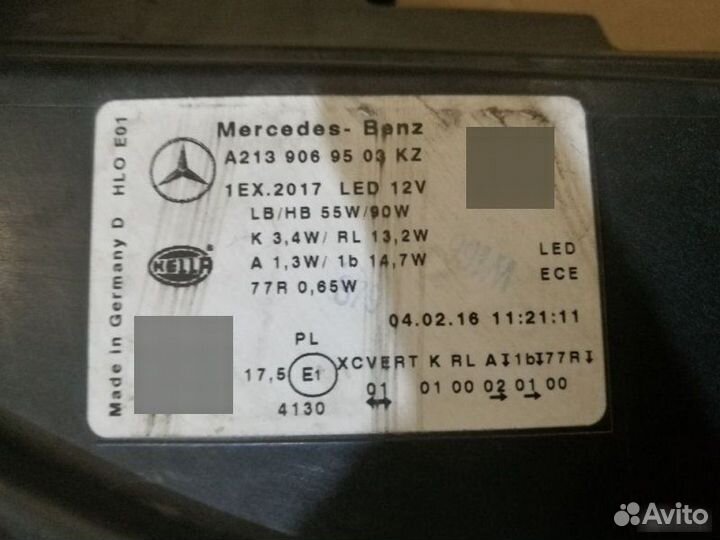 Mercedes- Benz
A213 906 95 03 KZ
1EX.2017 LED 12V
LB/HB 55W/90W
K 3,4W/ RL 13,2W
A 1,3W/ 1b 14,7W
77R 0,65W
LED
ECE
HELLA ®
04.02.16 11:21:11
PL
17,5 E1 XCVERT K RL A↧1b↧77R↧
01 01 00 02 01 00
4130
Made in Germany D HLO E01
Avito